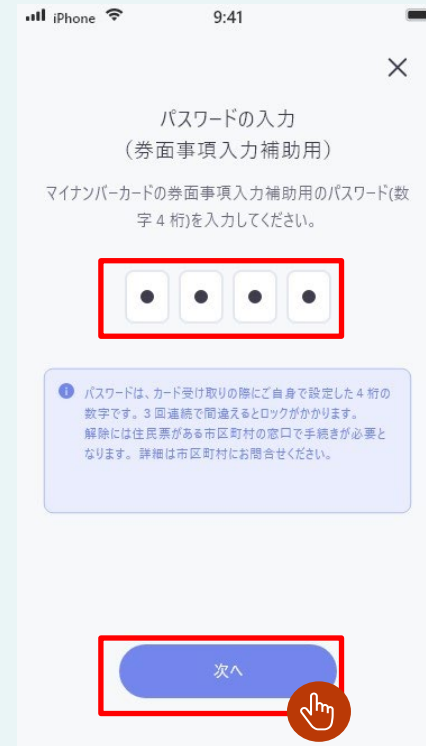 iPhone 9:41
パスワードの入力
（券面事項入力補助用）
マイナンバーカードの券面事項入力補助用のパスワード(数
字4桁)を入力してください。
パスワードは、カード受け取りの際にご自身で設定した4桁の
数字です。3回連続で間違えるとロックがかかります。
解除には住民票がある市区町村の窓口で手続きが必要と
なります。詳細は市区町村にお問合せください。
次へ